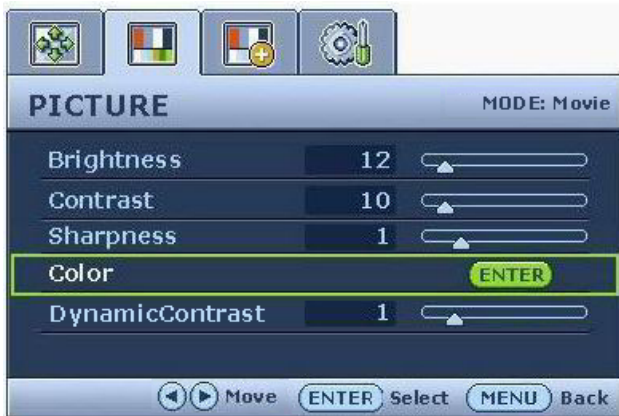 PICTURE MODE: Movie
Brightness 12
Contrast 10
Sharpness 1
Color ENTER
DynamicContrast 1
Move ENTER Select MENU Back